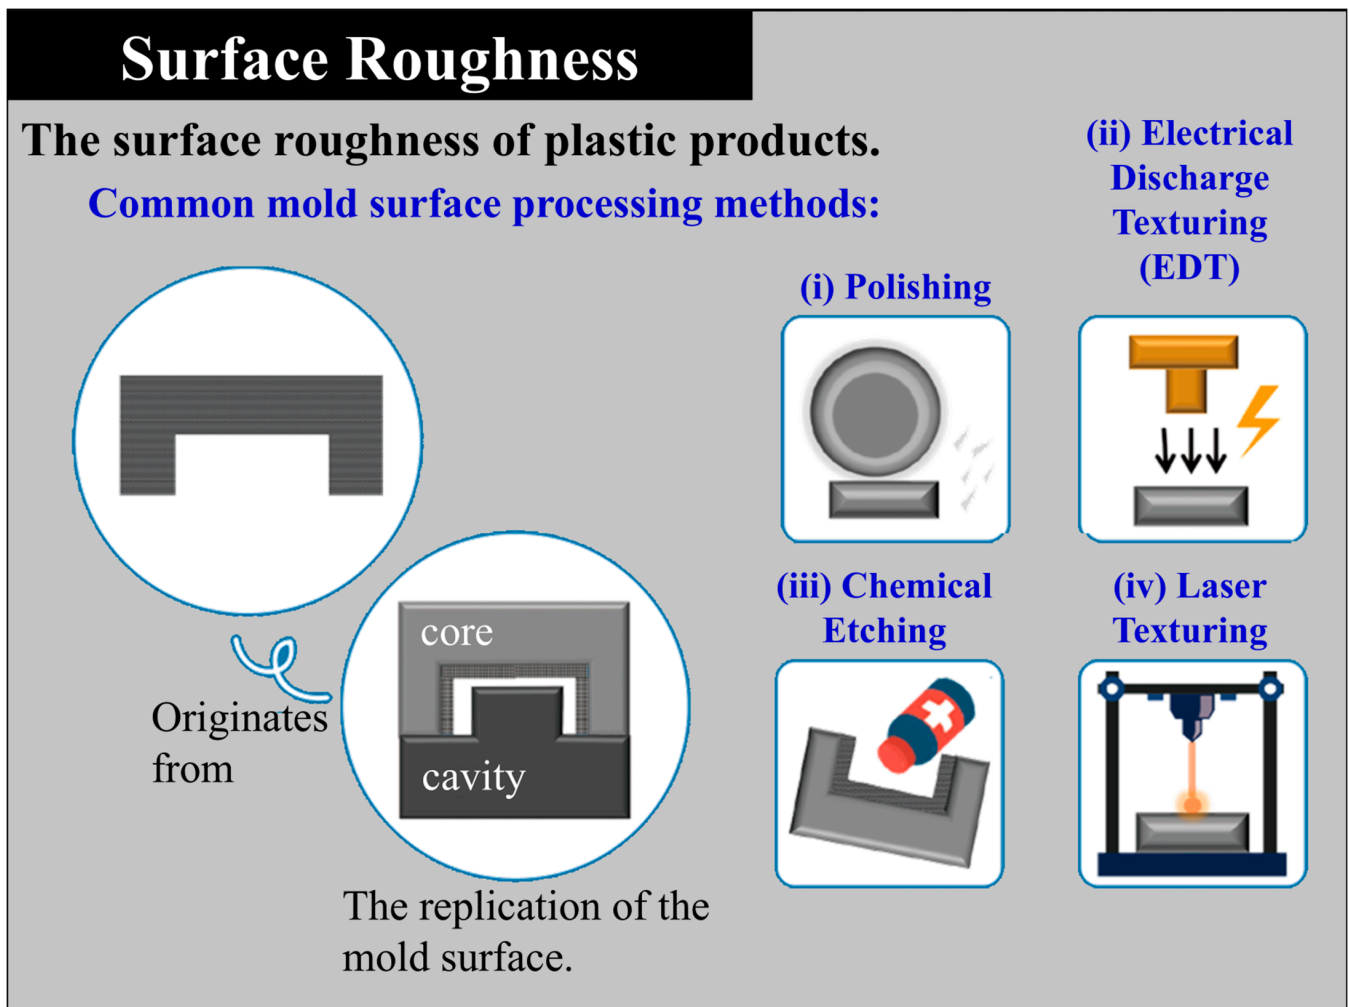 Surface Roughness
The surface roughness of plastic products.
Common mold surface processing methods:
(i) Polishing
(ii) Electrical
Discharge
Texturing
(EDT)
(iii) Chemical
Etching
(iv) Laser
Texturing
Originates
from
core
cavity
The replication of the
mold surface.